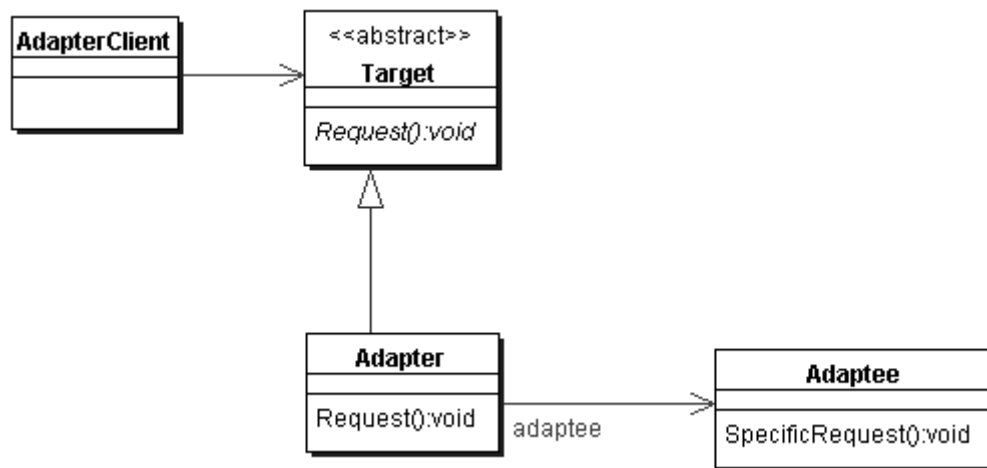 AdapterClient
<<abstract>>
Target
Request():void
Adapter
Request():void
adaptee
Adaptee
SpecificRequest():void